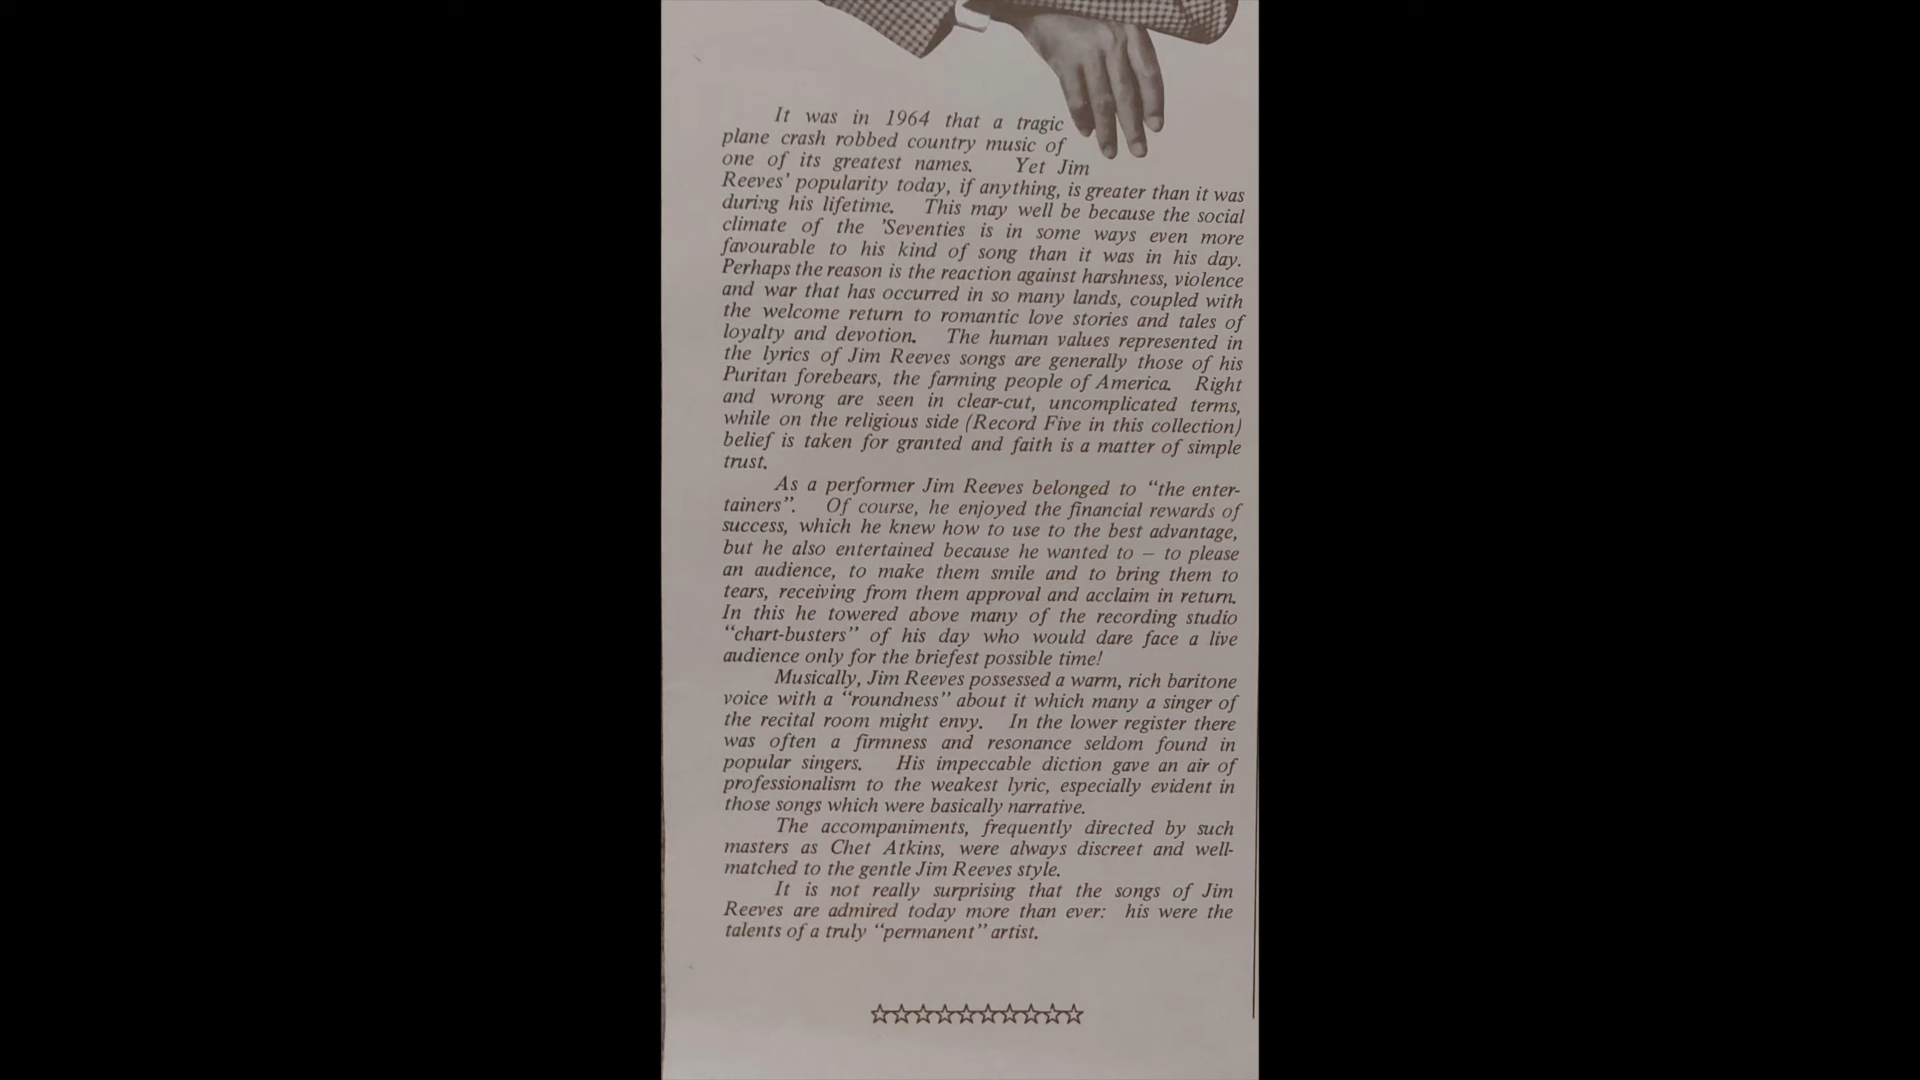 It was in 1964 that a tragic
plane crash robbed country music of
one of its greatest names. Yet Jim
Reeves' popularity today, if anything, is greater than it was
during his lifetime. This may well be because the social
climate of the 'Seventies is in some ways even more
favourable to his kind of song than it was in his day.
Perhaps the reason is the reaction against harshness, violence
and war that has occurred in so many lands, coupled with
the welcome return to romantic love stories and tales of
loyalty and devotion. The human values represented in
the lyrics of Jim Reeves songs are generally those of his
Puritan forebears, the farming people of America. Right
and wrong are seen in clear-cut, uncomplicated terms,
while on the religious side (Record Five in this collection)
belief is taken for granted and faith is a matter of simple
trust.
As a performer Jim Reeves belonged to “the enter-
tainers”. Of course, he enjoyed the financial rewards of
success, which he knew how to use to the best advantage,
but he also entertained because he wanted to – to please
an audience, to make them smile and to bring them to
tears, receiving from them approval and acclaim in return.
In this he towered above many of the recording studio
“chart-busters” of his day who would dare face a live
audience only for the briefest possible time!
Musically, Jim Reeves possessed a warm, rich baritone
voice with a “roundness” about it which many a singer of
the recital room might envy. In the lower register there
was often a firmness and resonance seldom found in
popular singers. His impeccable diction gave an air of
professionalism to the weakest lyric, especially evident in
those songs which were basically narrative.
The accompaniments, frequently directed by such
masters as Chet Atkins, were always discreet and well-
matched to the gentle Jim Reeves style.
It is not really surprising that the songs of Jim
Reeves are admired today more than ever: his were the
talents of a truly “permanent” artist.